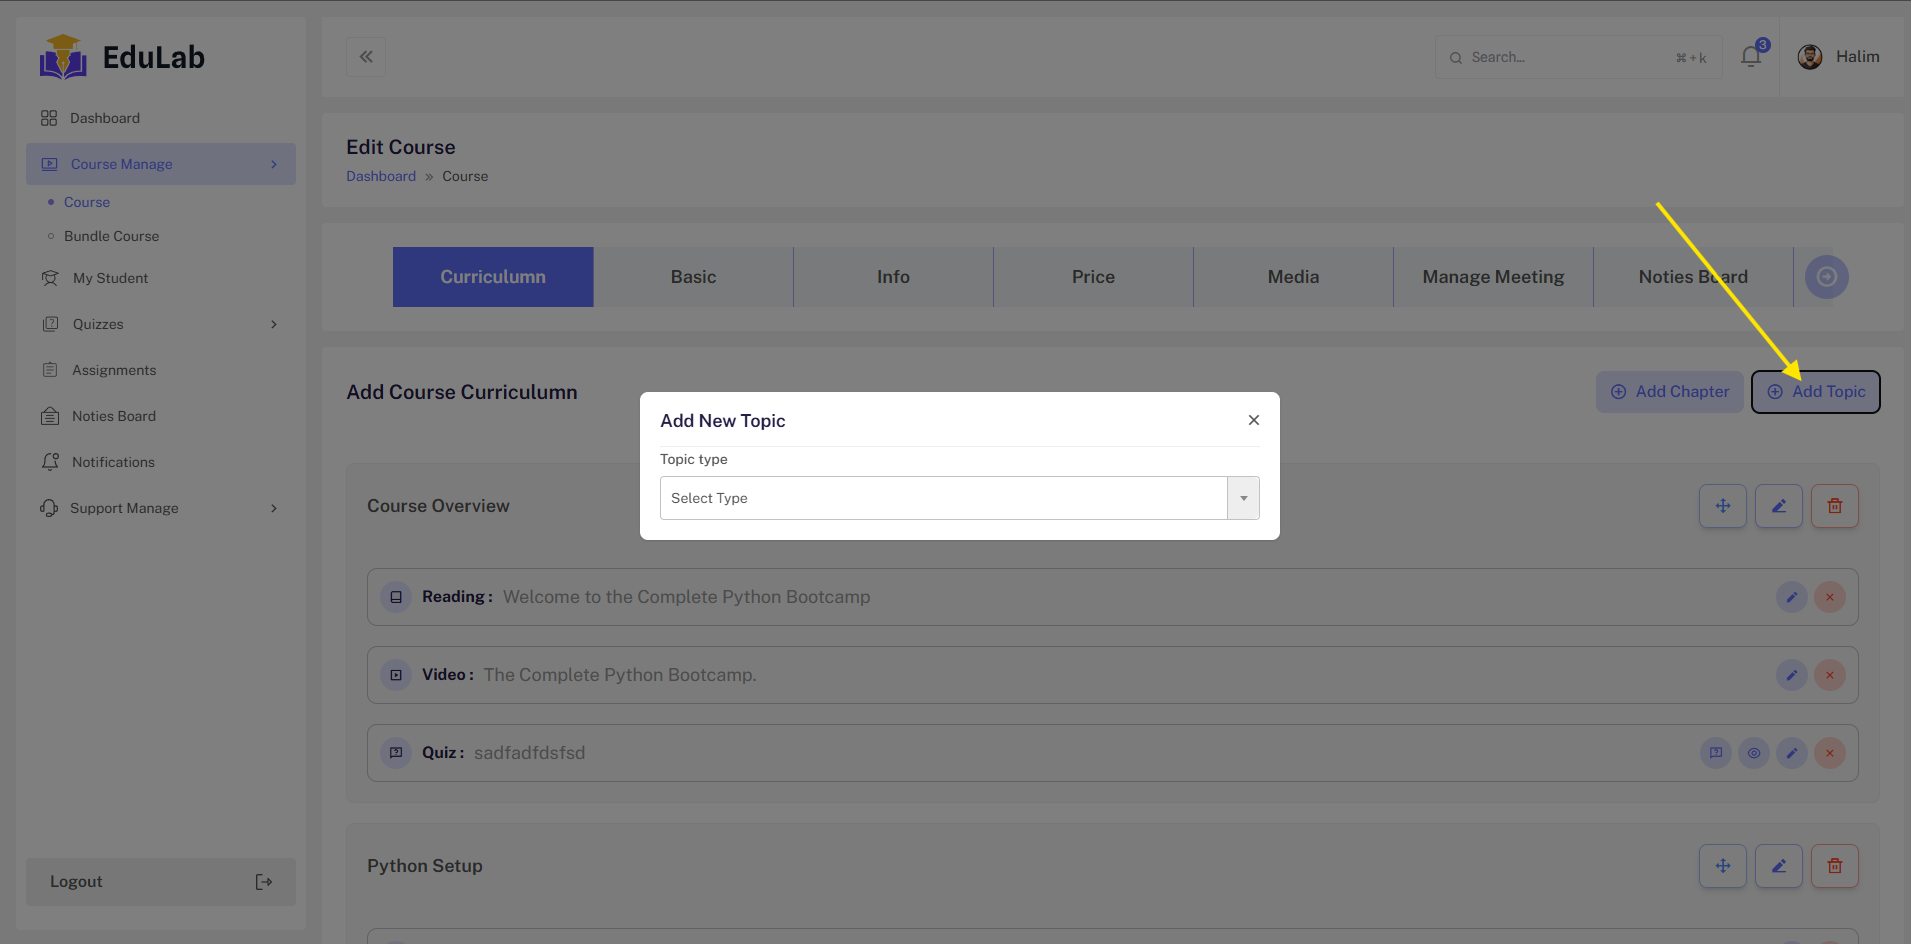 EduLab
Search...
⌘ + k
3
Halim
Dashboard
Course Manage
Course
Bundle Course
My Student
Quizzes
Assignments
Noties Board
Notifications
Support Manage
Logout
Edit Course
Dashboard » Course
Curriculumn
Basic
Info
Price
Media
Manage Meeting
Noties Board
Add Course Curriculumn
Add Chapter
Add Topic
Add New Topic
Topic type
Select Type
Course Overview
Reading : Welcome to the Complete Python Bootcamp
Video : The Complete Python Bootcamp.
Quiz : sadfadfdsfsd
Python Setup